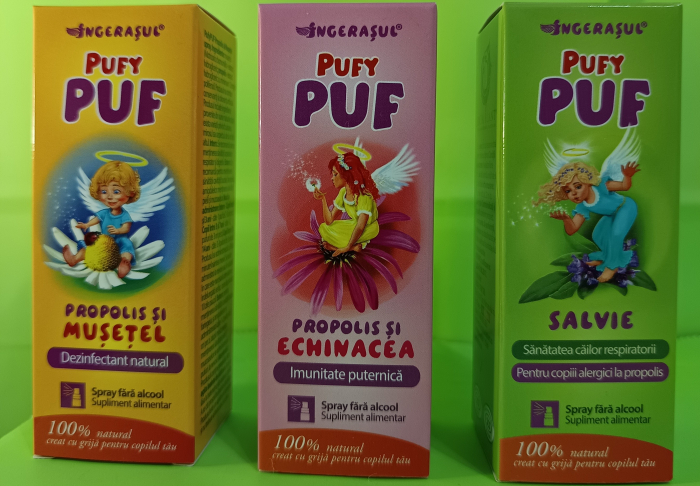 ÎNGERAȘUL®
PUFY
PUF
PROPOLIS ȘI
MUȘEȚEL
Dezinfectant natural
Spray fără alcool
Supliment alimentar
100% natural
creat cu grijă pentru copilul tău
ÎNGERAȘUL®
PUFY
PUF
PROPOLIS ȘI
ECHINACEA
Imunitate puternică
Spray fără alcool
Supliment alimentar
100% natural
creat cu grijă pentru copilul tău
ÎNGERAȘUL®
PUFY
PUF
SALVIE
Sănătatea căilor respiratorii
Pentru copiii alergici la propolis
Spray fără alcool
Supliment alimentar
100% natural
creat cu grijă pentru copilul tău